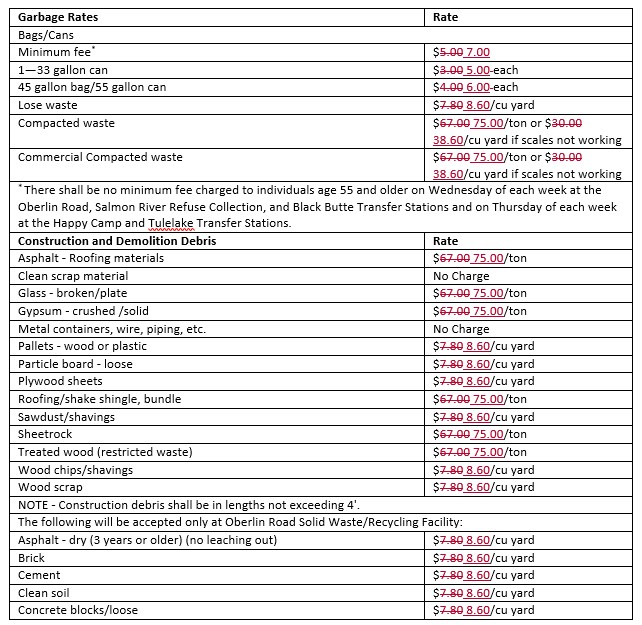 Garbage Rates Rate
Bags/Cans
Minimum fee* $5.00 7.00
1—33 gallon can $3.00 5.00 each
45 gallon bag/55 gallon can $4.00 6.00 each
Lose waste $7.80 8.60/cu yard
Compacted waste $67.00 75.00/ton or $30.00
38.60/cu yard if scales not working
Commercial Compacted waste $67.00 75.00/ton or $30.00
38.60/cu yard if scales not working
*There shall be no minimum fee charged to individuals age 55 and older on Wednesday of each week at the
Oberlin Road, Salmon River Refuse Collection, and Black Butte Transfer Stations and on Thursday of each week
at the Happy Camp and Tulelake Transfer Stations.
Construction and Demolition Debris Rate
Asphalt - Roofing materials $67.00 75.00/ton
Clean scrap material No Charge
Glass - broken/plate $67.00 75.00/ton
Gypsum - crushed /solid $67.00 75.00/ton
Metal containers, wire, piping, etc. No Charge
Pallets - wood or plastic $7.80 8.60/cu yard
Particle board - loose $7.80 8.60/cu yard
Plywood sheets $7.80 8.60/cu yard
Roofing/shake shingle, bundle $67.00 75.00/ton
Sawdust/shavings $7.80 8.60/cu yard
Sheetrock $67.00 75.00/ton
Treated wood (restricted waste) $67.00 75.00/ton
Wood chips/shavings $7.80 8.60/cu yard
Wood scrap $7.80 8.60/cu yard
NOTE - Construction debris shall be in lengths not exceeding 4'.
The following will be accepted only at Oberlin Road Solid Waste/Recycling Facility:
Asphalt - dry (3 years or older) (no leaching out) $7.80 8.60/cu yard
Brick $7.80 8.60/cu yard
Cement $7.80 8.60/cu yard
Clean soil $7.80 8.60/cu yard
Concrete blocks/loose $7.80 8.60/cu yard